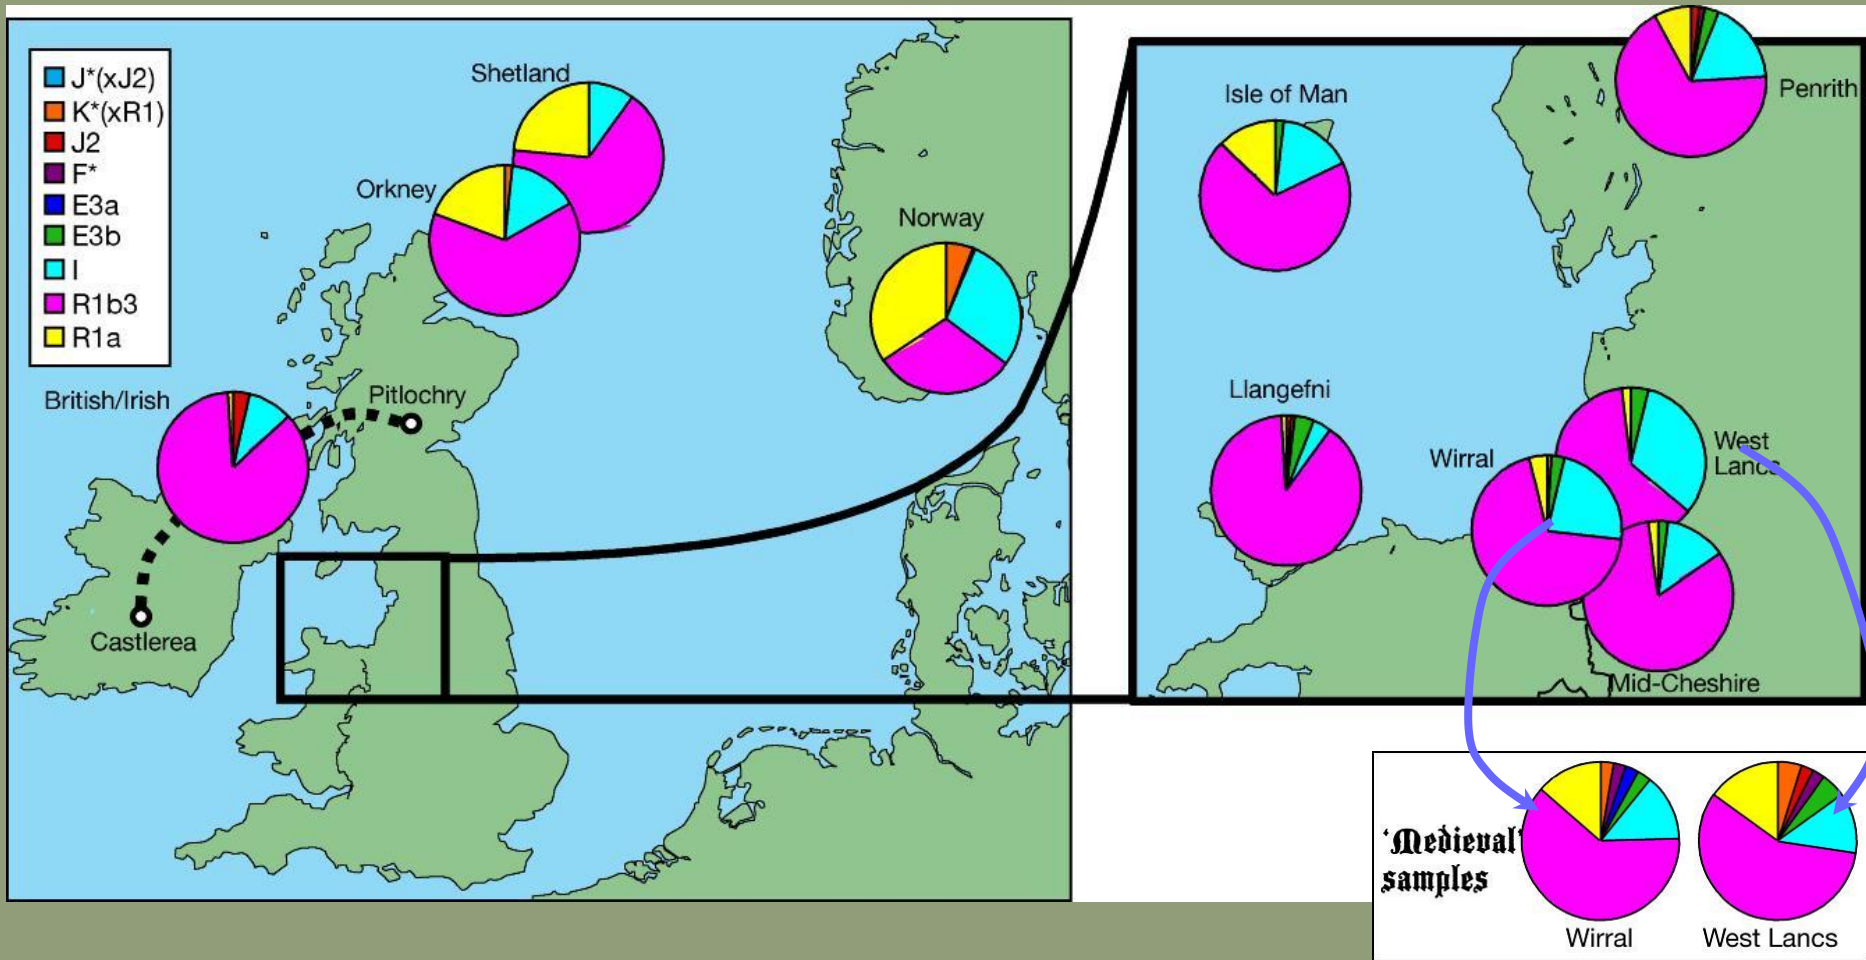 J*(xJ2)
K*(xR1)
J2
F*
E3a
E3b
I
R1b3
R1a
Shetland
Orkney
Norway
British/Irish
Pitlochry
Castlerea
Isle of Man
Penrith
Llangefni
Wirral
West
Lancs
Mid-Cheshire
'Medieval'
samples
Wirral
West Lancs